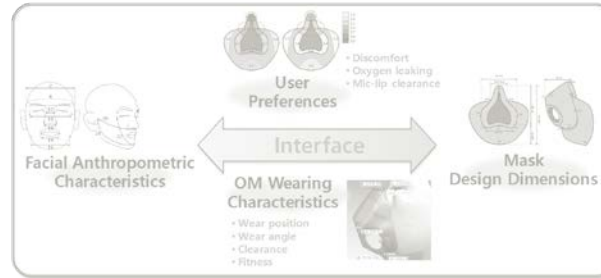 User
Preferences
• Discomfort
• Oxygen leaking
• Mic-lip clearance
Facial Anthropometric
Characteristics
Interface
Mask
Design Dimensions
OM Wearing
Characteristics
• Wear position
• Wear angle
• Clearance
• Fitness